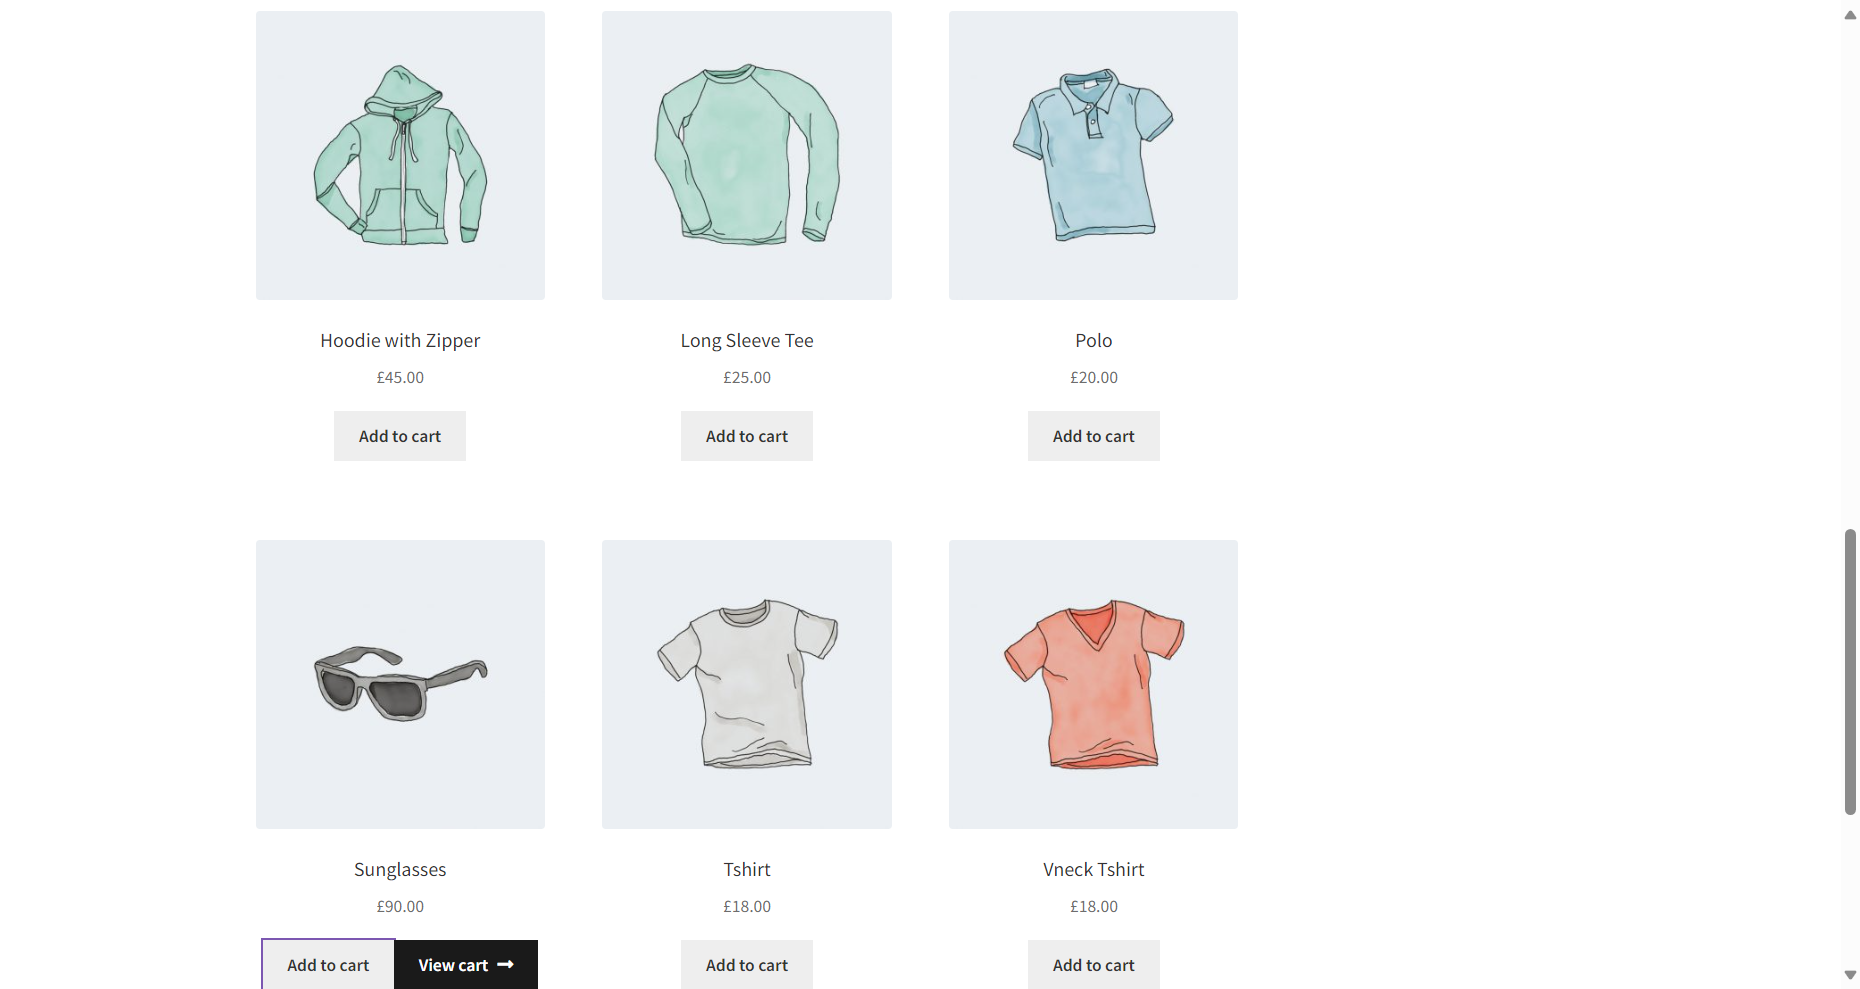 Hoodie with Zipper
£45.00
Add to cart
Long Sleeve Tee
£25.00
Add to cart
Polo
£20.00
Add to cart
Sunglasses
£90.00
Add to cart
View cart
Tshirt
£18.00
Add to cart
Vneck Tshirt
£18.00
Add to cart